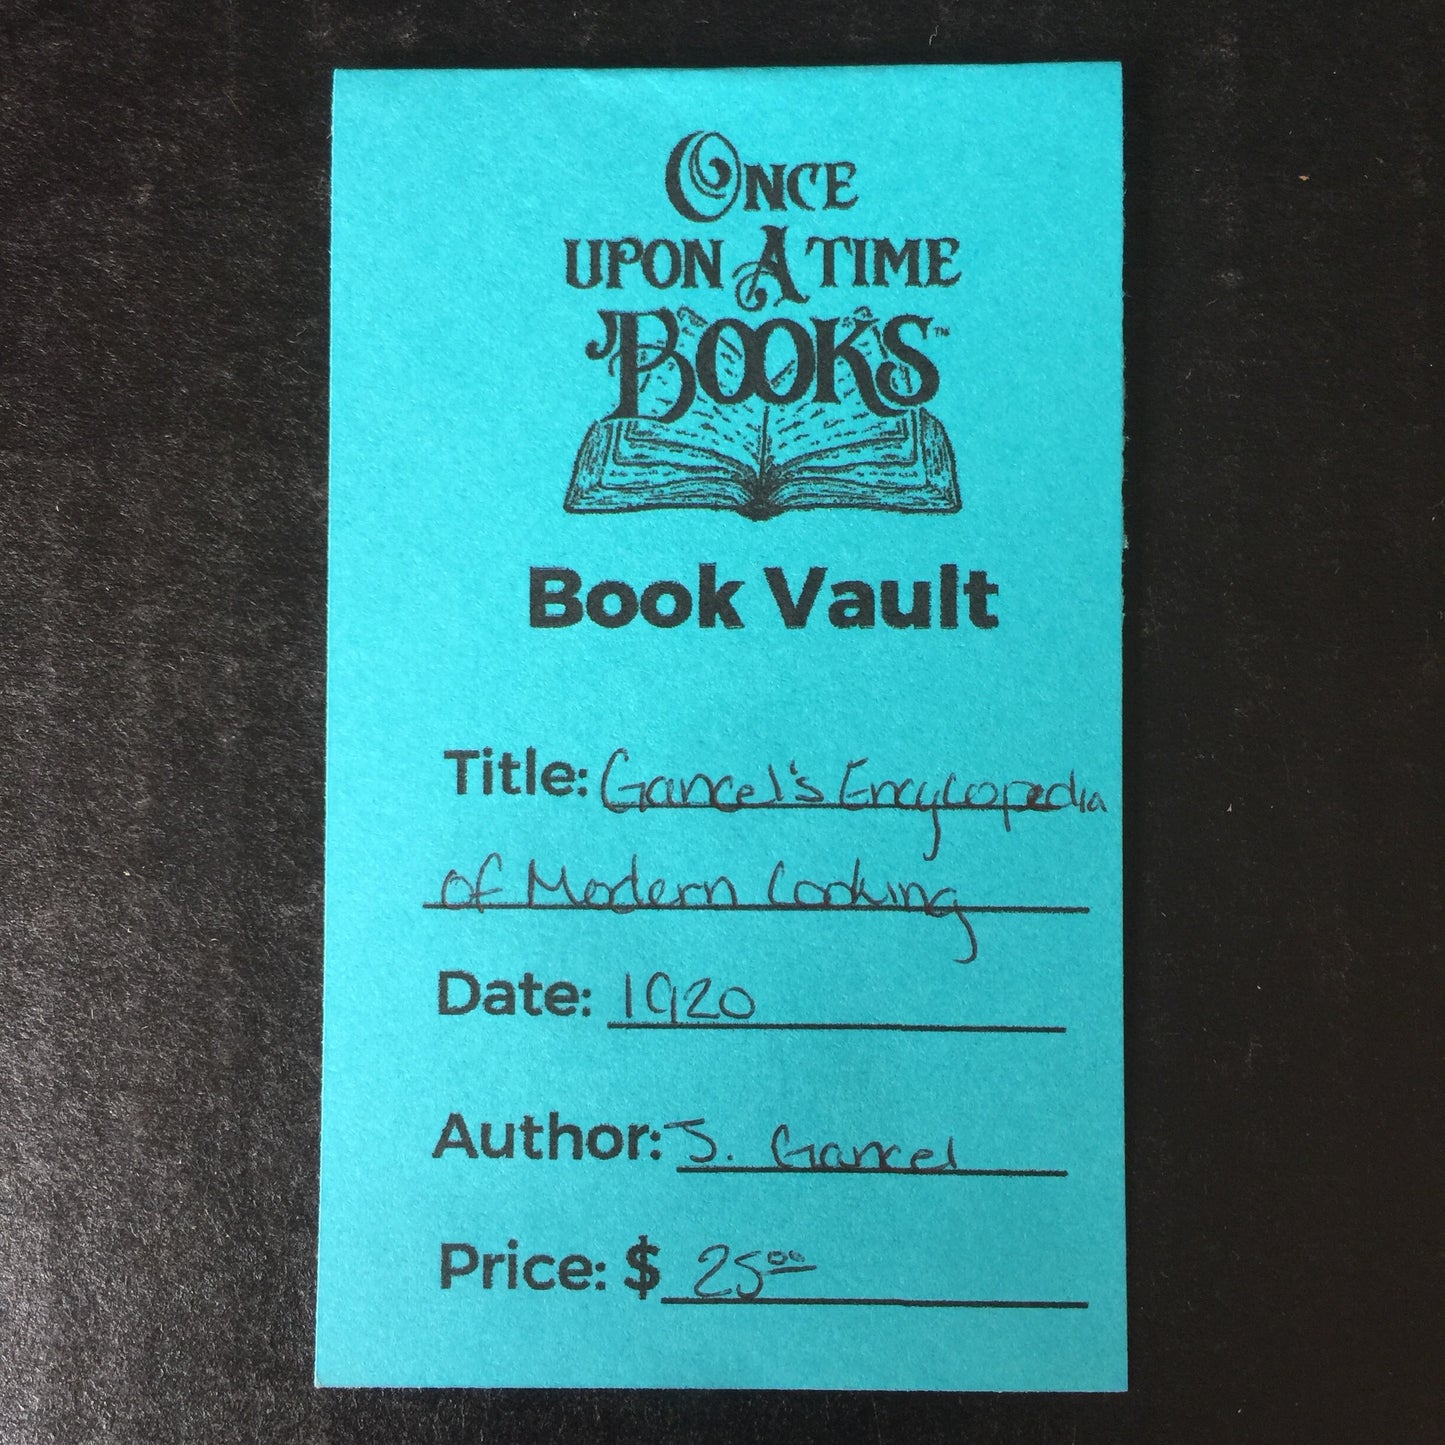 ONCE
UPON A TIME
BOOKS™
Book Vault
Title: Gancel's Encyclopedia
of Modern Cooking
Date: 1920
Author: J. Gancel
Price: $ 25.00